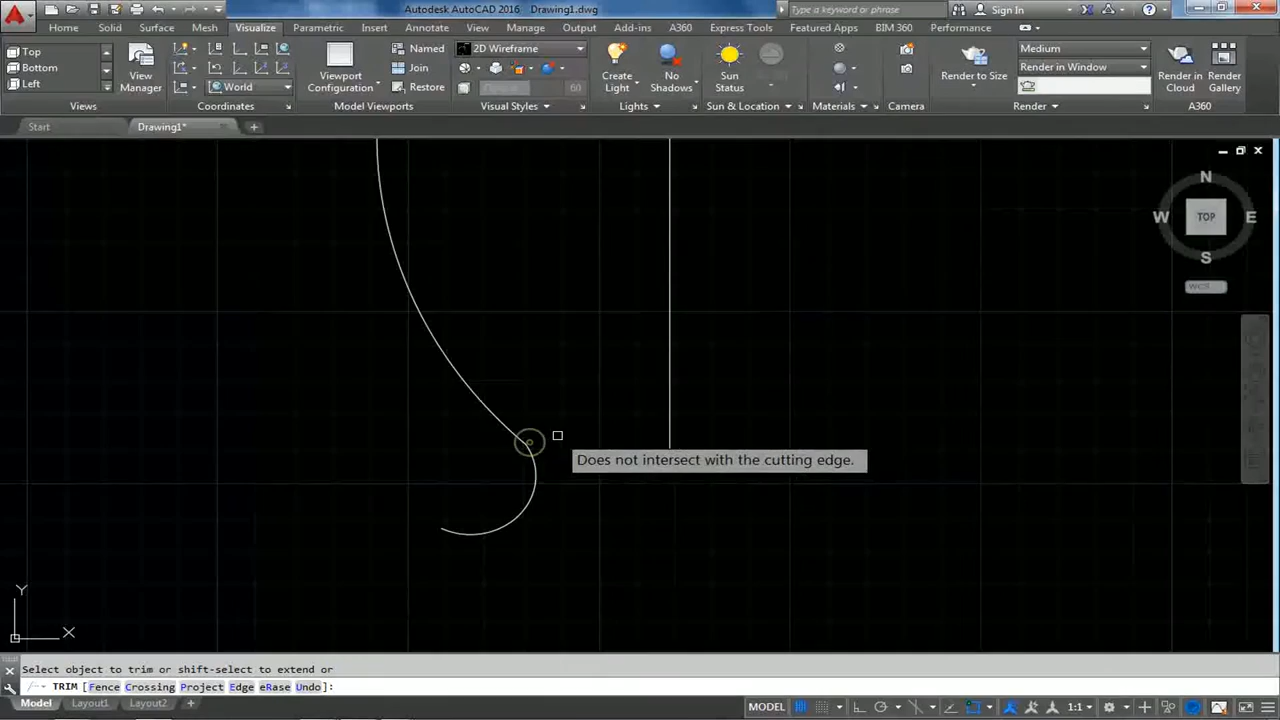 Autodesk AutoCAD 2016 Drawing1.dwg
Type a keyword or phrase
Sign In
Home Solid Surface Mesh Visualize Parametric Insert Annotate View Manage Output Add-ins A360 Express Tools Featured Apps BIM 360 Performance
Top
Bottom
Left
View
Manager
World
Viewport
Configuration
Named
Join
Restore
2D Wireframe
Opacity 60
Create
Light
No
Shadows
Sun
Status
Render to Size
Medium
Render in Window
Render in
Cloud
Render
Gallery
Views Coordinates Model Viewports Visual Styles Lights Sun & Location Materials Camera Render A360
Start Drawing1*
N
W TOP E
S
WCS
Does not intersect with the cutting edge.
Y
X
Select object to trim or shift-select to extend or
TRIM [Fence Crossing Project Edge eRase Undo]:
Model Layout1 Layout2 +
MODEL 1:1